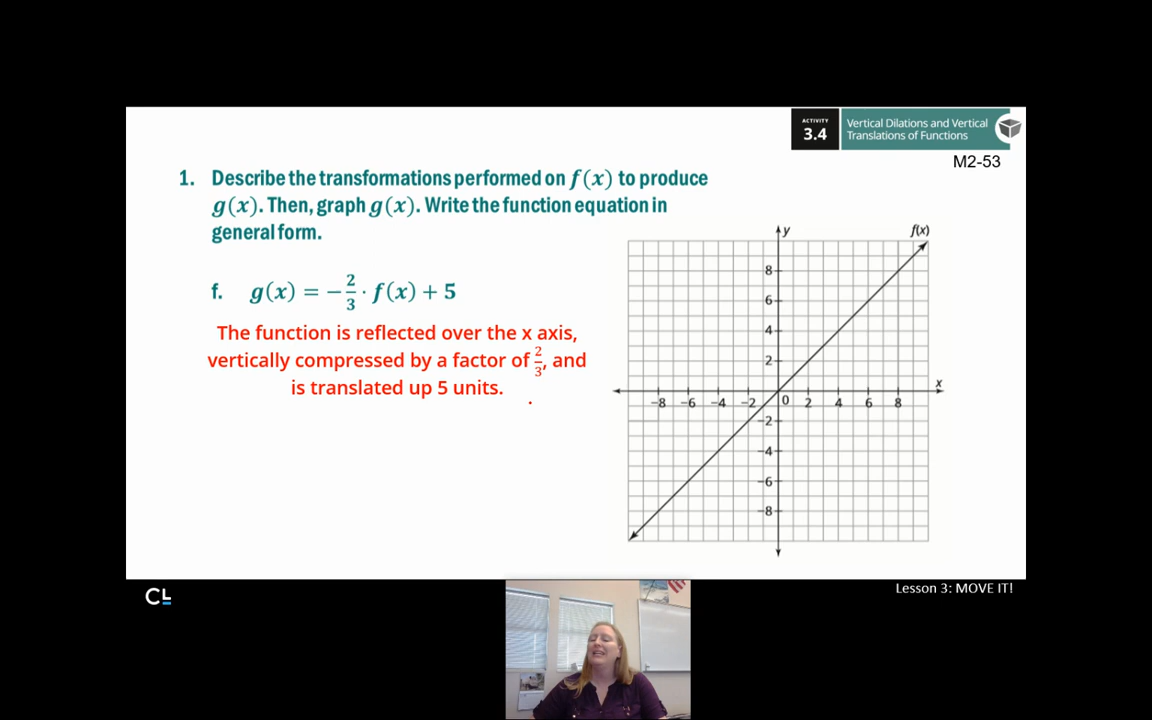 ACTIVITY
3.4
Vertical Dilations and Vertical
Translations of Functions
M2-53
1. Describe the transformations performed on f(x) to produce
g(x). Then, graph g(x). Write the function equation in
general form.
f. g(x) = −2/3 · f(x) + 5
The function is reflected over the x axis,
vertically compressed by a factor of 2/3, and
is translated up 5 units.
y
f(x)
8
6
4
2
x
−8 −6 −4 −2 0 2 4 6 8
−2
−4
−6
−8
CL
Lesson 3: MOVE IT!